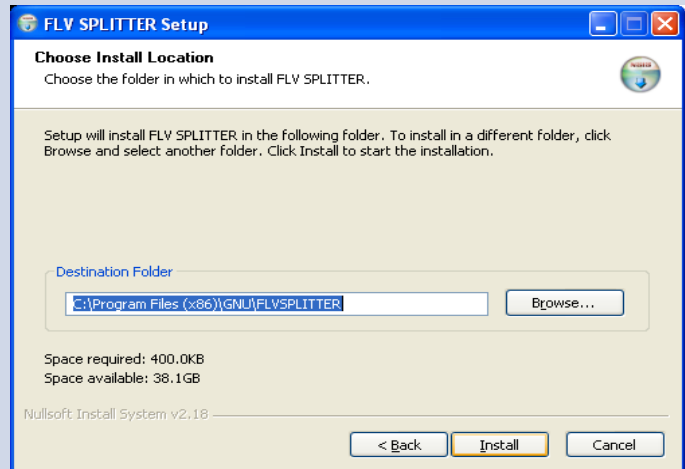 FLV SPLITTER Setup
Choose Install Location
Choose the folder in which to install FLV SPLITTER.
Setup will install FLV SPLITTER in the following folder. To install in a different folder, click
Browse and select another folder. Click Install to start the installation.
Destination Folder
C:\Program Files (x86)\GNU\FLVSPLITTER
Browse...
Space required: 400.0KB
Space available: 38.1GB
Nullsoft Install System v2.18
< Back
Install
Cancel